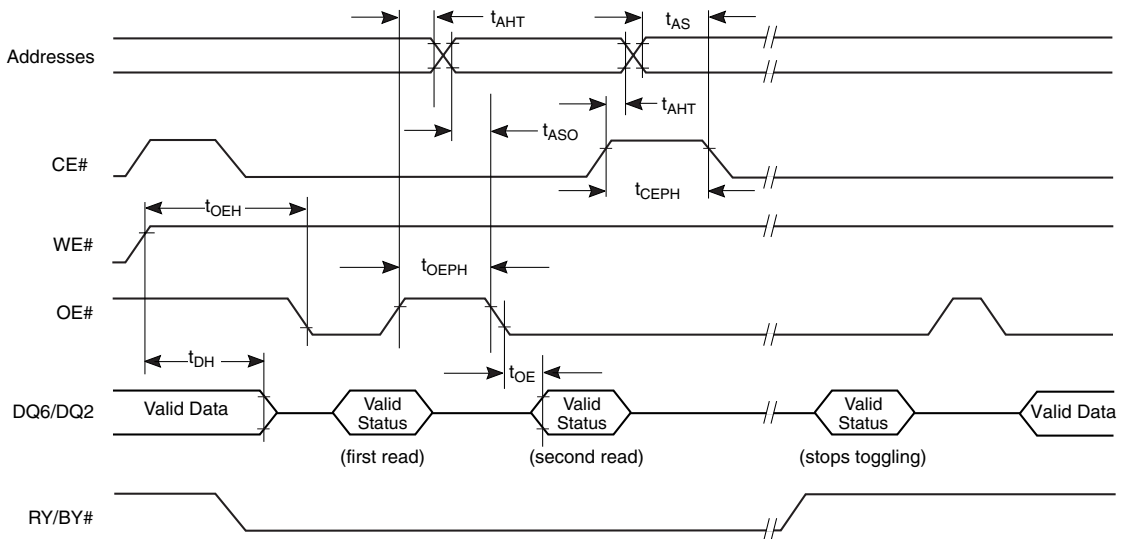 tAHT
tAS
Addresses
tAHT
tASO
CE#
tCEPH
tOEH
WE#
tOEPH
OE#
tDH
tOE
DQ6/DQ2
Valid Data
Valid
Status
Valid
Status
Valid
Status
Valid Data
(first read)
(second read)
(stops toggling)
RY/BY#